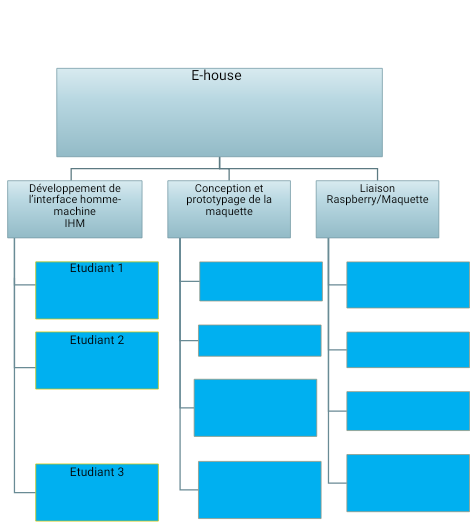 E-house
Développement de
l'interface homme-
machine
IHM
Conception et
prototypage de la
maquette
Liaison
Raspberry/Maquette
Etudiant 1
Etudiant 2
Etudiant 3